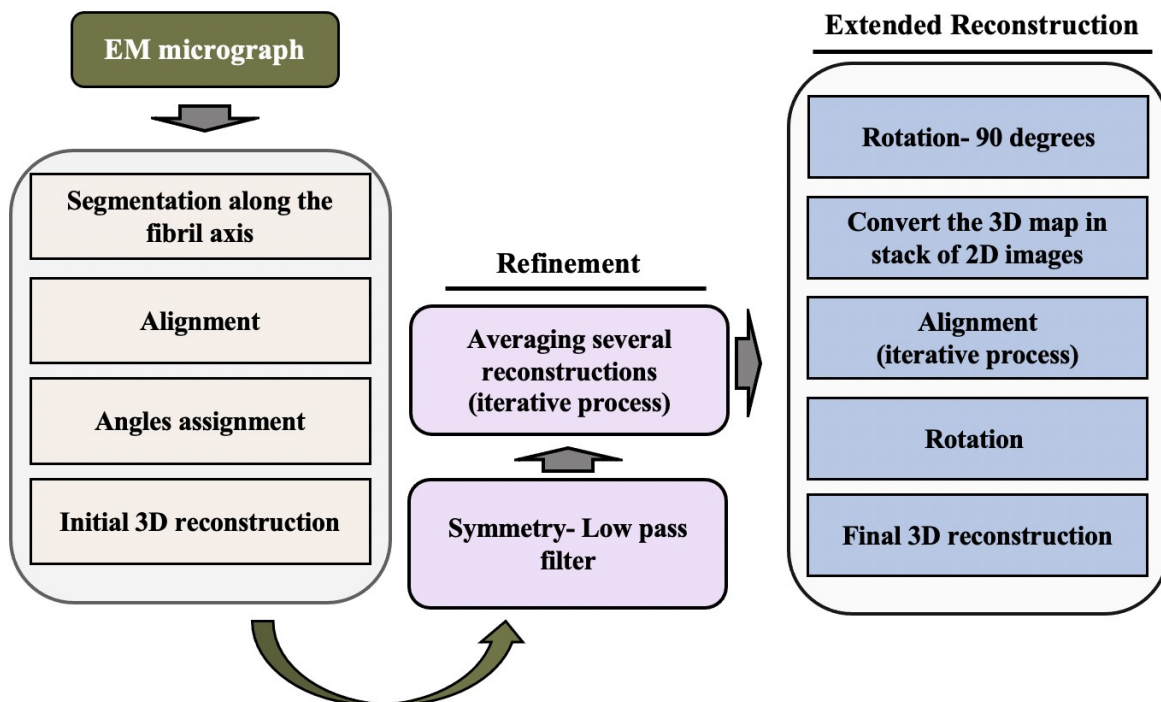 EM micrograph
Segmentation along the
fibril axis
Alignment
Angles assignment
Initial 3D reconstruction
Refinement
Averaging several
reconstructions
(iterative process)
Symmetry- Low pass
filter
Extended Reconstruction
Rotation- 90 degrees
Convert the 3D map in
stack of 2D images
Alignment
(iterative process)
Rotation
Final 3D reconstruction